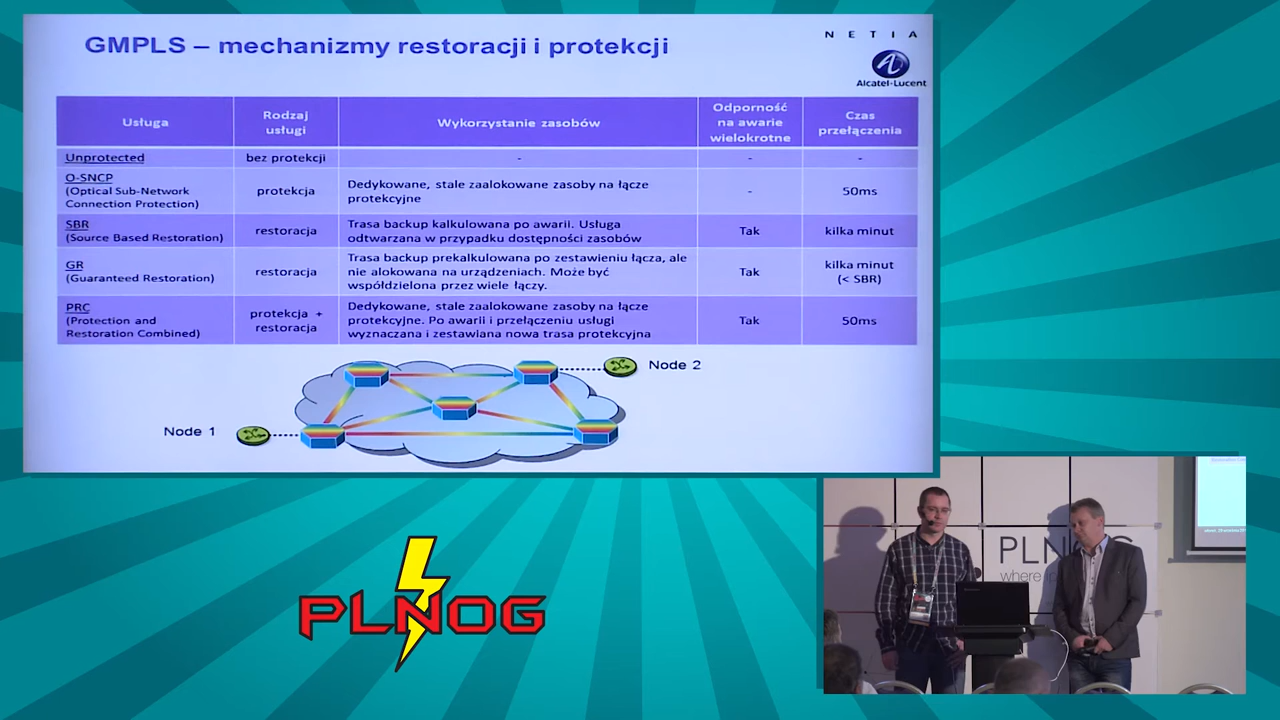 GMPLS – mechanizmy restoracji i protekcji
N E T I A
Alcatel-Lucent
Usługa
Rodzaj
usługi
Wykorzystanie zasobów
Odporność
na awarie
wielokrotne
Czas
przełączenia
Unprotected
bez protekcji
-
-
-
O-SNCP
(Optical Sub-Network
Connection Protection)
protekcja
Dedykowane, stale zaalokowane zasoby na łącze
protekcyjne
-
50ms
SBR
(Source Based Restoration)
restoracja
Trasa backup kalkulowana po awarii. Usługa
odtwarzana w przypadku dostępności zasobów
Tak
kilka minut
GR
(Guaranteed Restoration)
restoracja
Trasa backup prekalkulowana po zestawieniu łącza, ale
nie alokowana na urządzeniach. Może być
współdzielona przez wiele łączy.
Tak
kilka minut
(< SBR)
PRC
(Protection and
Restoration Combined)
protekcja +
restoracja
Dedykowane, stale zaalokowane zasoby na łącze
protekcyjne. Po awarii i przełączeniu usługi
wyznaczana i zestawiana nowa trasa protekcyjna
Tak
50ms
Node 2
Node 1
PLNOG
PLNOG
where